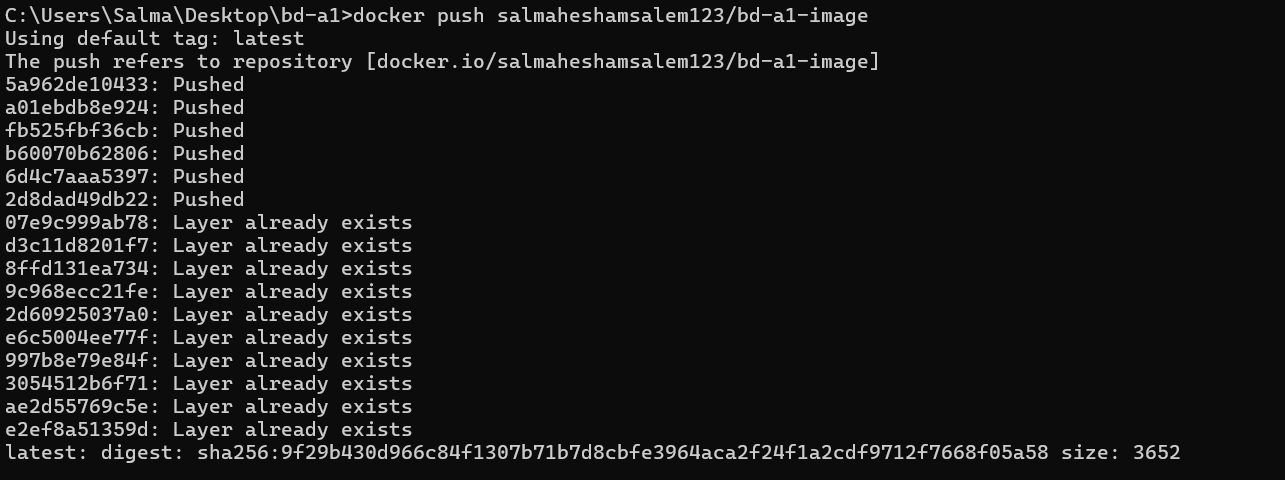 C:\Users\Salma\Desktop\bd-a1>docker push salmaheshamsalem123/bd-a1-image
Using default tag: latest
The push refers to repository [docker.io/salmaheshamsalem123/bd-a1-image]
5a962de10433: Pushed
a01ebdb8e924: Pushed
fb525fbf36cb: Pushed
b60070b62806: Pushed
6d4c7aaa5397: Pushed
2d8dad49db22: Pushed
07e9c999ab78: Layer already exists
d3c11d8201f7: Layer already exists
8ffd131ea734: Layer already exists
9c968ecc21fe: Layer already exists
2d60925037a0: Layer already exists
e6c5004ee77f: Layer already exists
997b8e79e84f: Layer already exists
3054512b6f71: Layer already exists
ae2d55769c5e: Layer already exists
e2ef8a51359d: Layer already exists
latest: digest: sha256:9f29b430d966c84f1307b71b7d8cbfe3964aca2f24f1a2cdf9712f7668f05a58 size: 3652